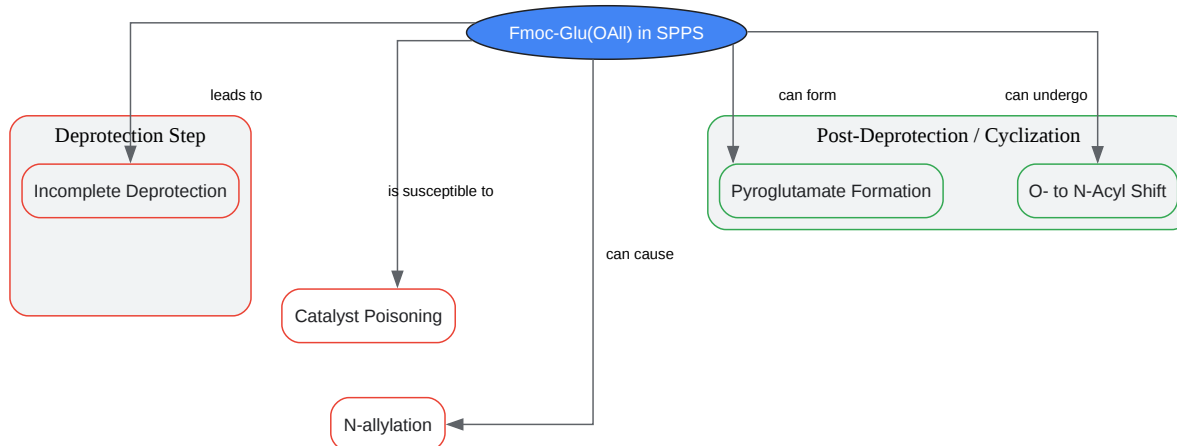 Fmoc-Glu(OAll) in SPPS
leads to
can form
can undergo
Deprotection Step
Post-Deprotection / Cyclization
Incomplete Deprotection
is susceptible to
Pyroglutamate Formation
O- to N-Acyl Shift
can cause
Catalyst Poisoning
N-allylation